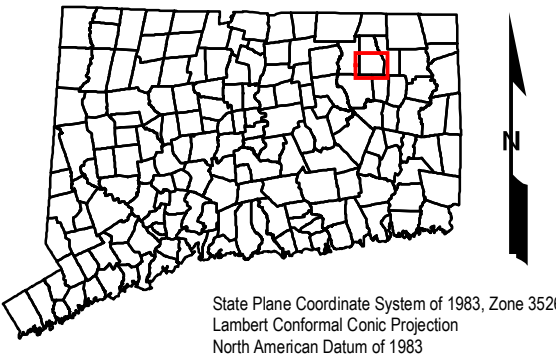 N
State Plane Coordinate System of 1983, Zone 3526
Lambert Conformal Conic Projection
North American Datum of 1983